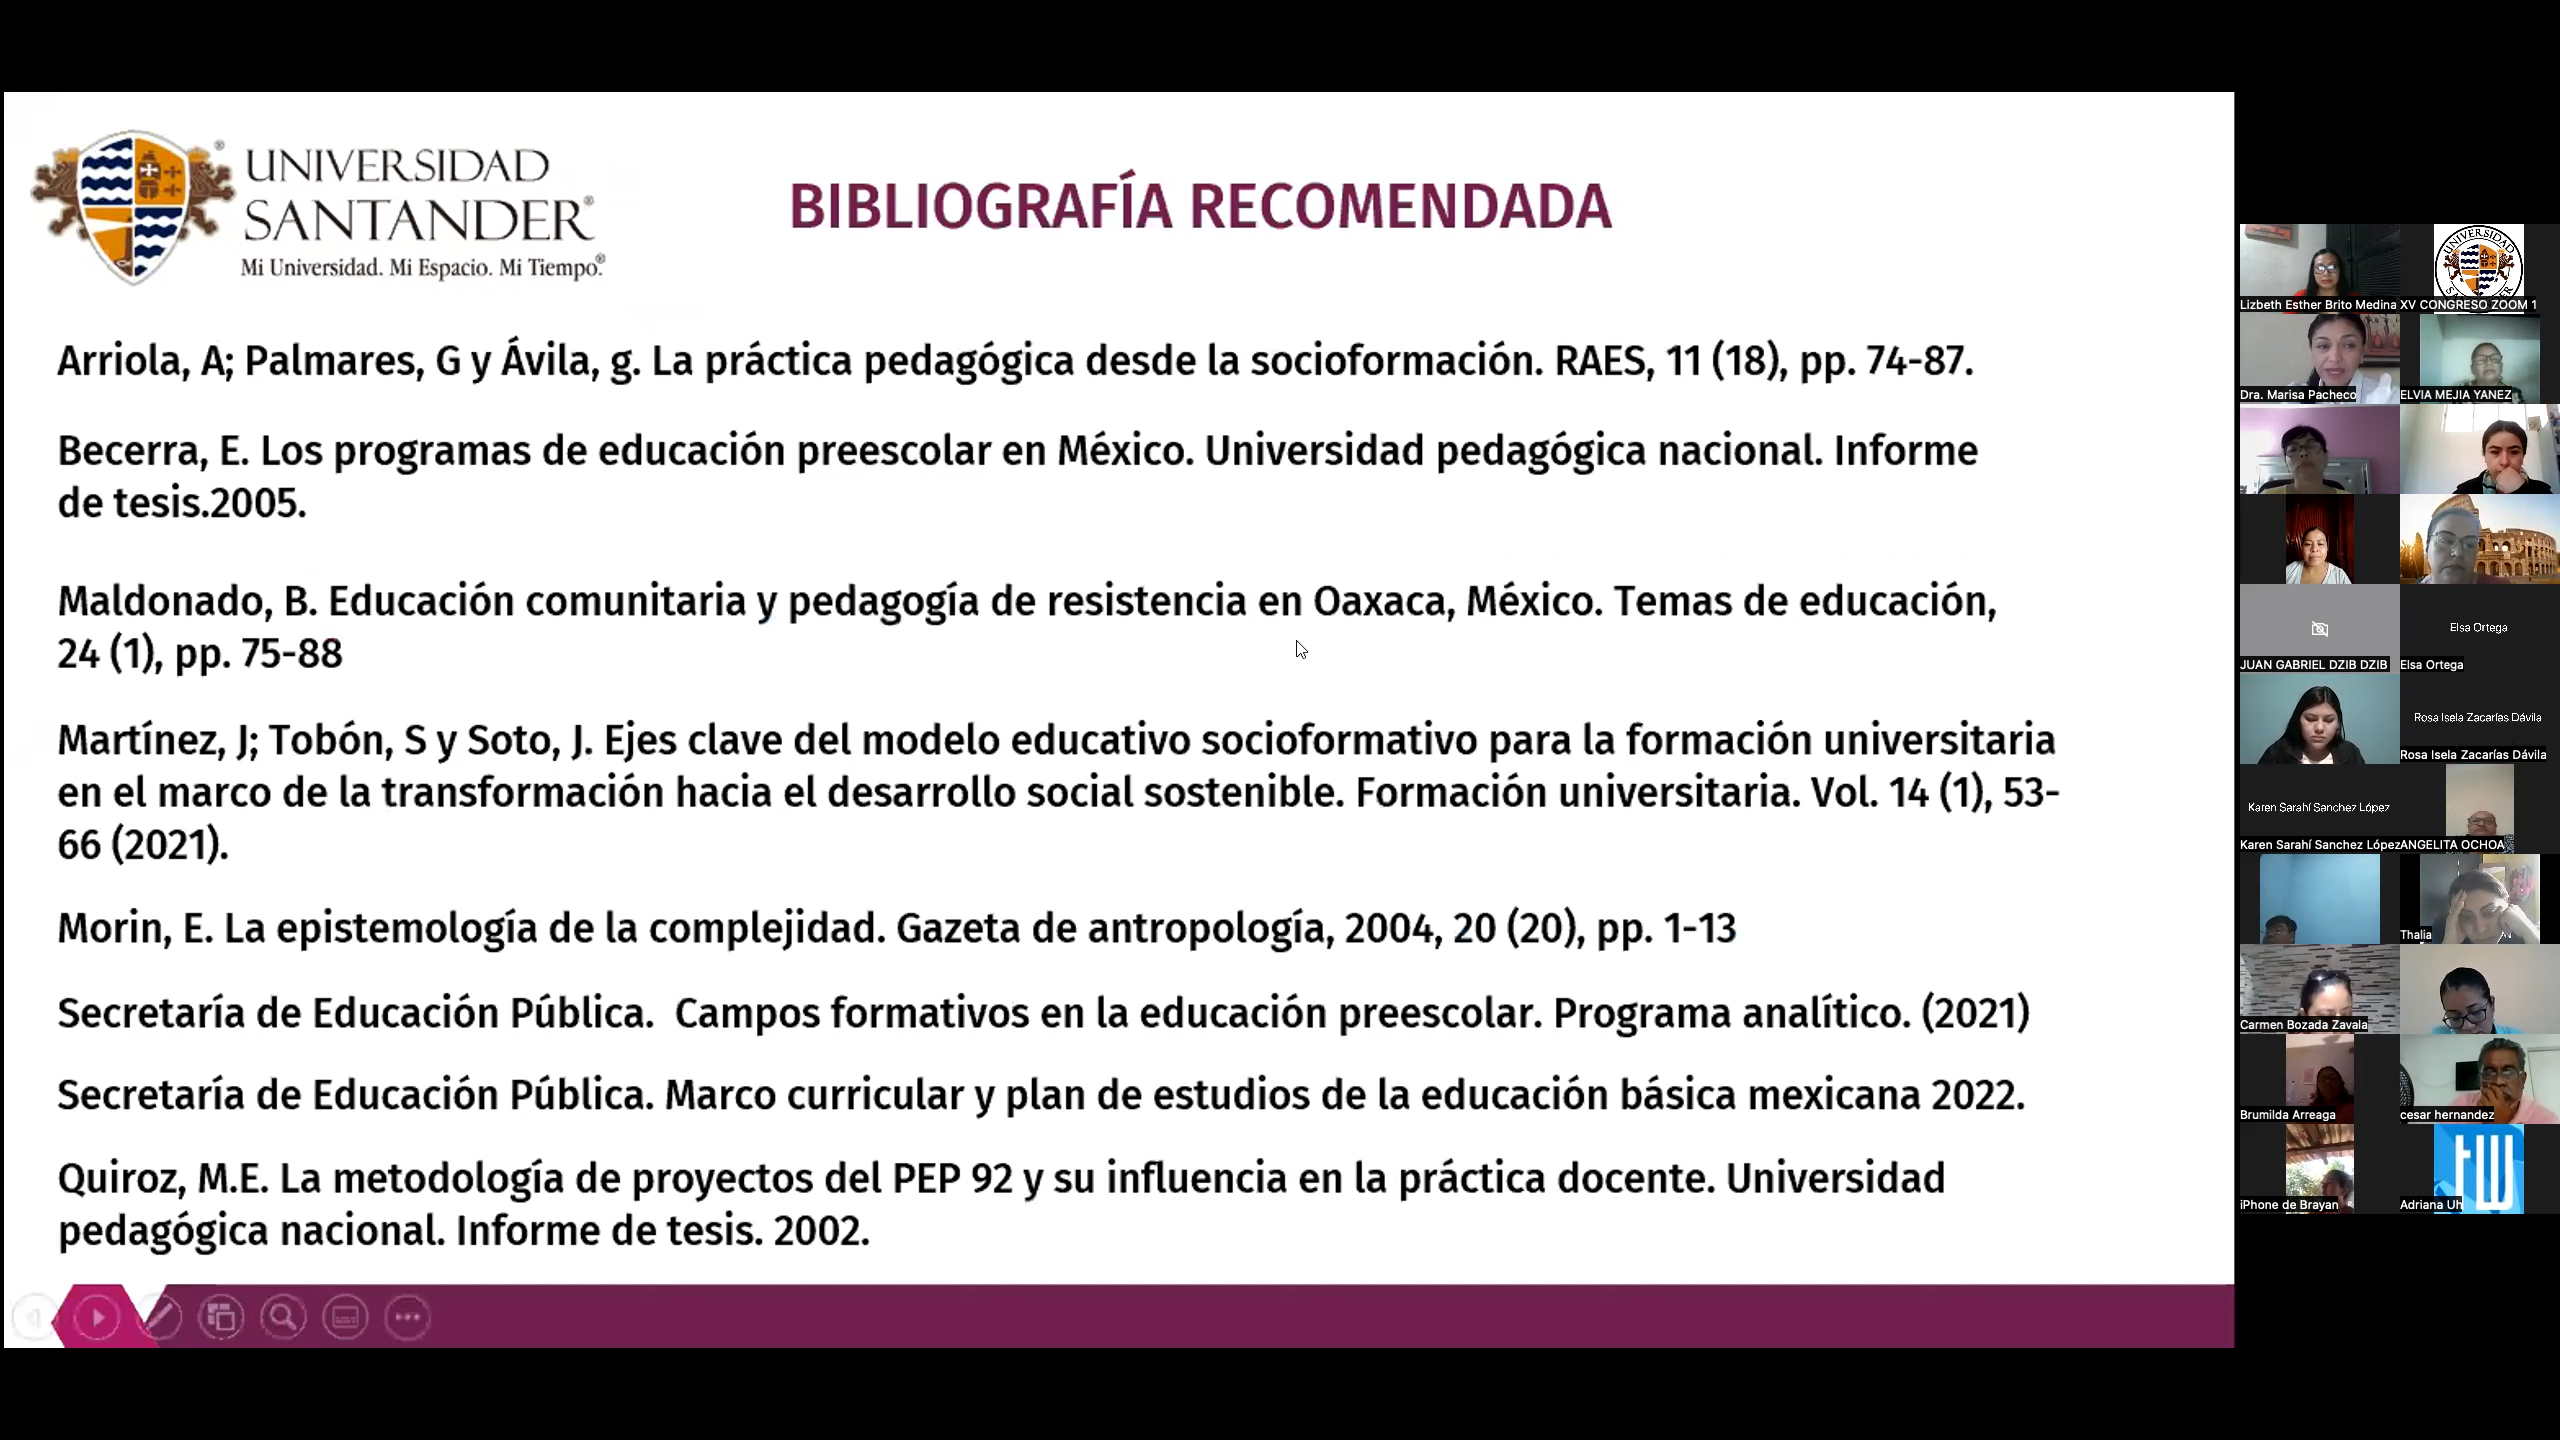 UNIVERSIDAD
SANTANDER®
Mi Universidad. Mi Espacio. Mi Tiempo.®
BIBLIOGRAFÍA RECOMENDADA
Arriola, A; Palmares, G y Ávila, g. La práctica pedagógica desde la socioformación. RAES, 11 (18), pp. 74-87.
Becerra, E. Los programas de educación preescolar en México. Universidad pedagógica nacional. Informe
de tesis.2005.
Maldonado, B. Educación comunitaria y pedagogía de resistencia en Oaxaca, México. Temas de educación,
24 (1), pp. 75-88
Martínez, J; Tobón, S y Soto, J. Ejes clave del modelo educativo socioformativo para la formación universitaria
en el marco de la transformación hacia el desarrollo social sostenible. Formación universitaria. Vol. 14 (1), 53-
66 (2021).
Morin, E. La epistemología de la complejidad. Gazeta de antropología, 2004, 20 (20), pp. 1-13
Secretaría de Educación Pública.  Campos formativos en la educación preescolar. Programa analítico. (2021)
Secretaría de Educación Pública. Marco curricular y plan de estudios de la educación básica mexicana 2022.
Quiroz, M.E. La metodología de proyectos del PEP 92 y su influencia en la práctica docente. Universidad
pedagógica nacional. Informe de tesis. 2002.
UNIVERSIDAD
Lizbeth Esther Brito Medina
XV CONGRESO ZOOM 1
Dra. Marisa Pacheco
ELVIA MEJIA YANEZ
Elsa Ortega
JUAN GABRIEL DZIB DZIB
Elsa Ortega
Rosa Isela Zacarías Dávila
Rosa Isela Zacarías Dávila
Karen Sarahí Sanchez López
Karen Sarahí Sanchez López
ANGELITA OCHOA
Thalia
Carmen Bozada Zavala
Brumilda Arreaga
cesar hernandez
iPhone de Brayan
Adriana Uh